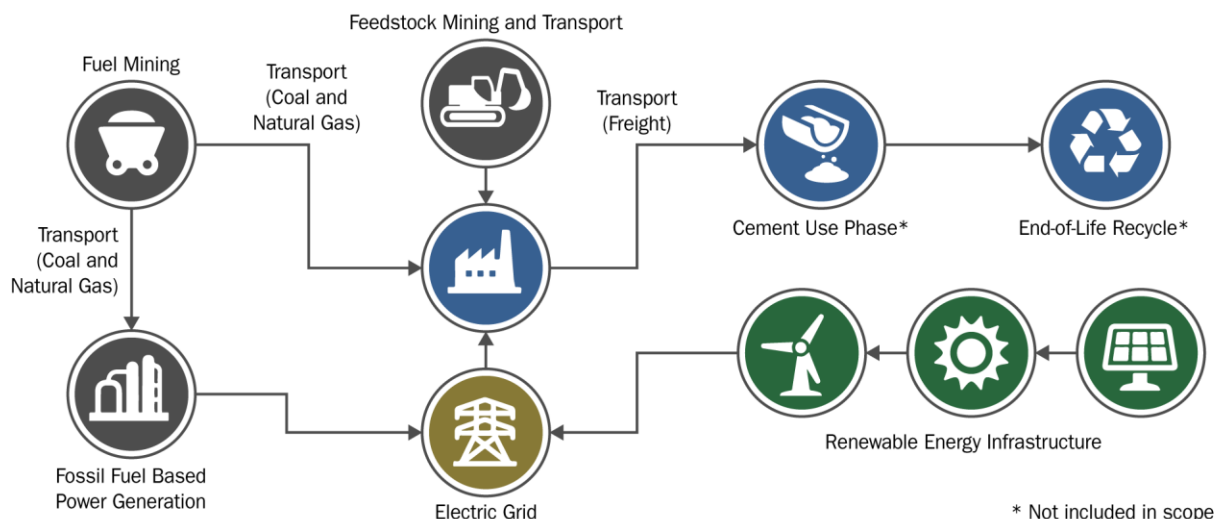 Feedstock Mining and Transport
Fuel Mining
Transport
(Coal and
Natural Gas)
Transport
(Freight)
Transport
(Coal and
Natural Gas)
Cement Use Phase*
End-of-Life Recycle*
Fossil Fuel Based
Power Generation
Electric Grid
Renewable Energy Infrastructure
* Not included in scope